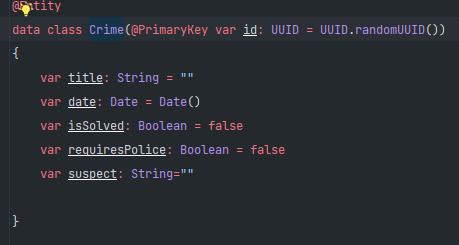 @Entity
data class Crime(@PrimaryKey var id: UUID = UUID.randomUUID())
{
    var title: String = ""
    var date: Date = Date()
    var isSolved: Boolean = false
    var requiresPolice: Boolean = false
    var suspect: String=""
}